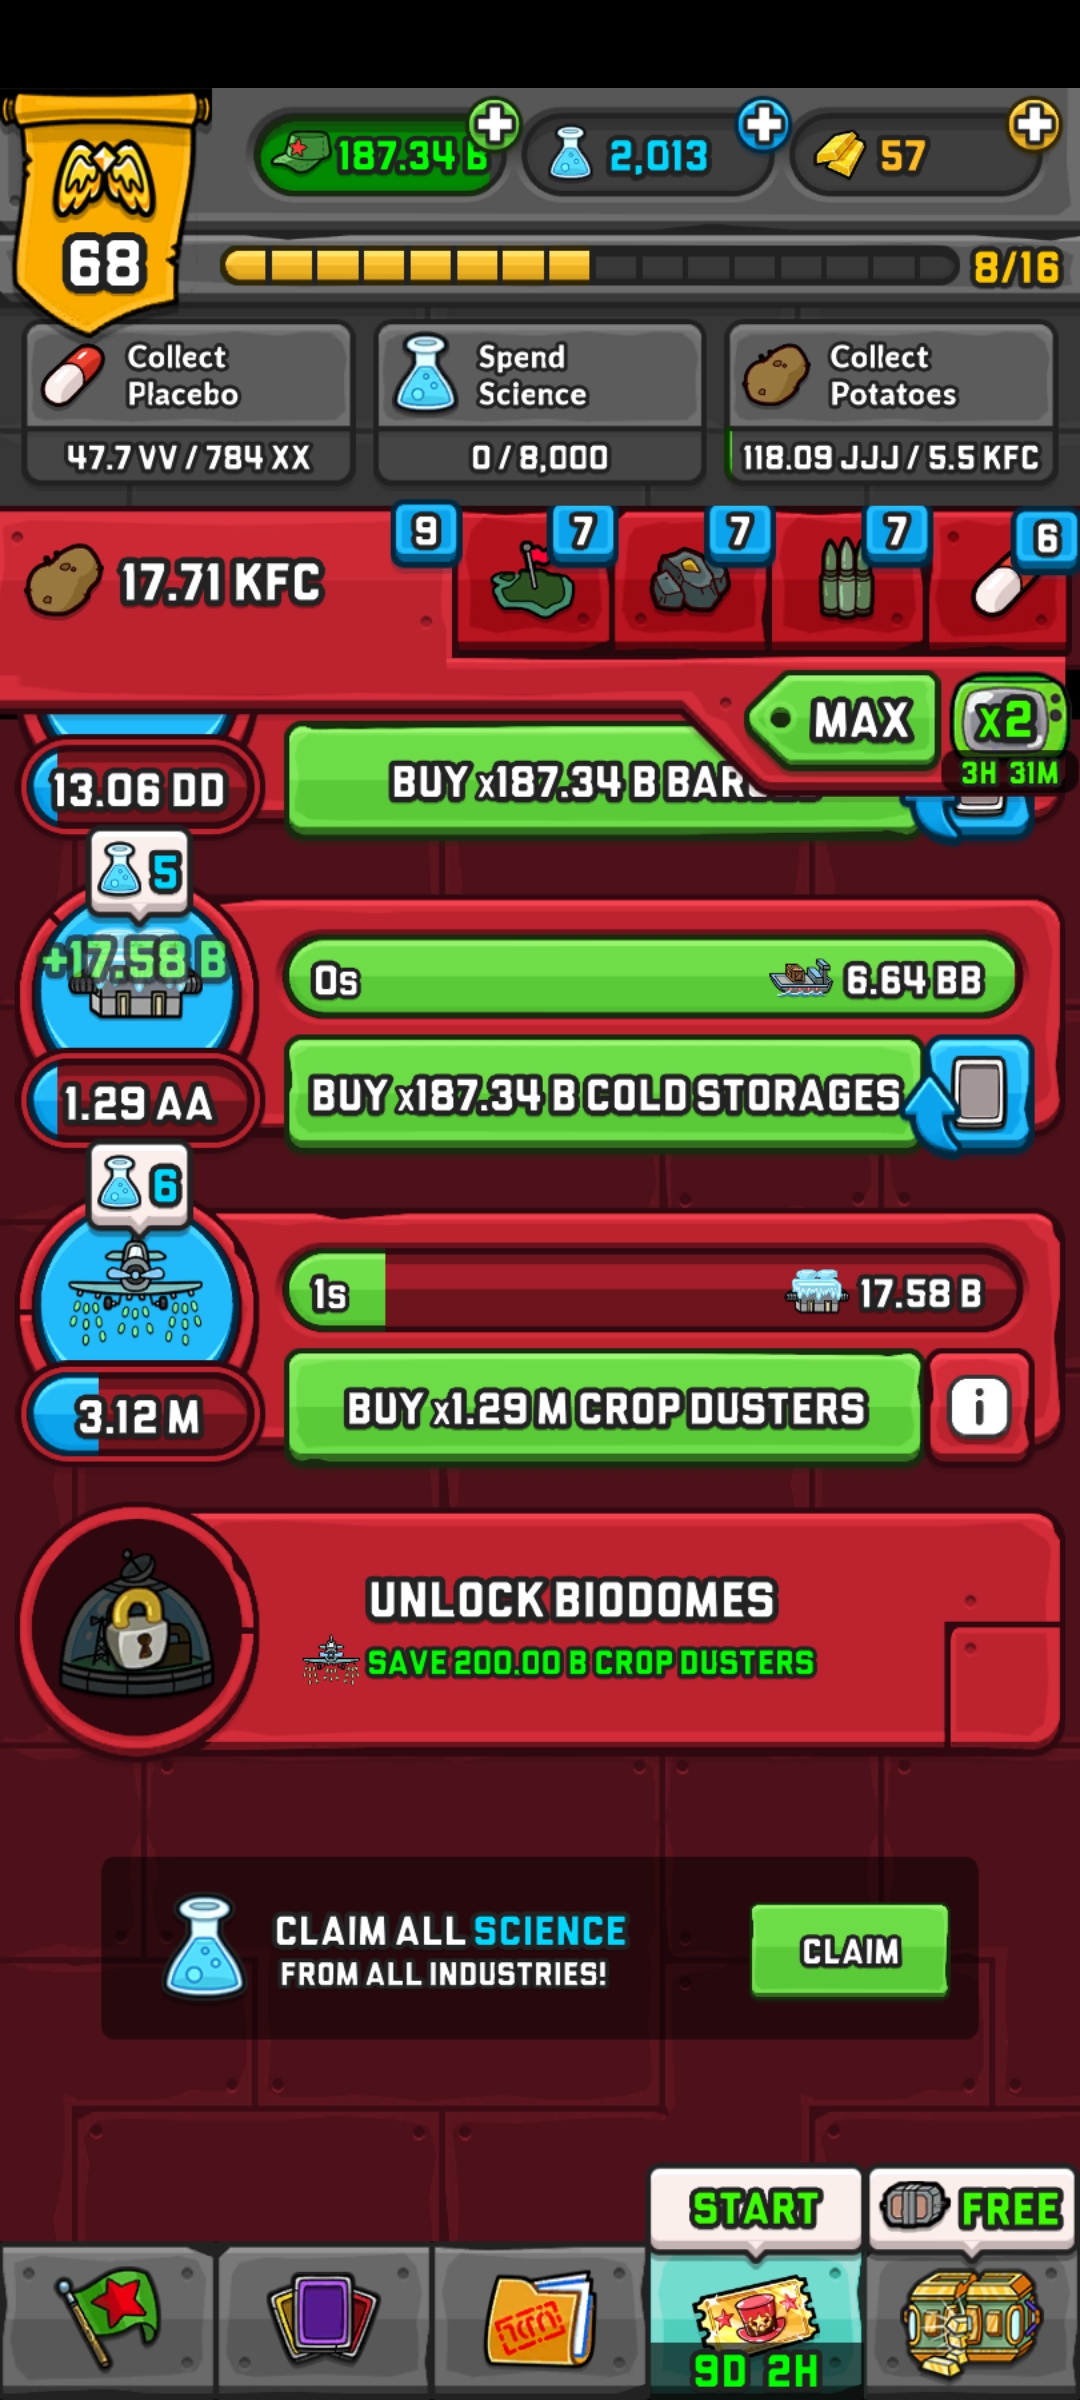 187.34 B
2,013
57
68
8/16
Collect
Placebo
47.7 VV / 784 XX
Spend
Science
0 / 8,000
Collect
Potatoes
118.09 JJJ / 5.5 KFC
17.71 KFC
9
7
7
7
6
MAX
x2
3H 31M
13.06 DD
BUY x187.34 B
5
+17.58 B
0s
6.64 BB
1.29 AA
BUY x187.34 B COLD STORAGES
6
1s
17.58 B
3.12 M
BUY x1.29 M CROP DUSTERS
i
UNLOCK BIODOMES
SAVE 200.00 B CROP DUSTERS
CLAIM ALL SCIENCE
FROM ALL INDUSTRIES!
CLAIM
START
FREE
9D 2H